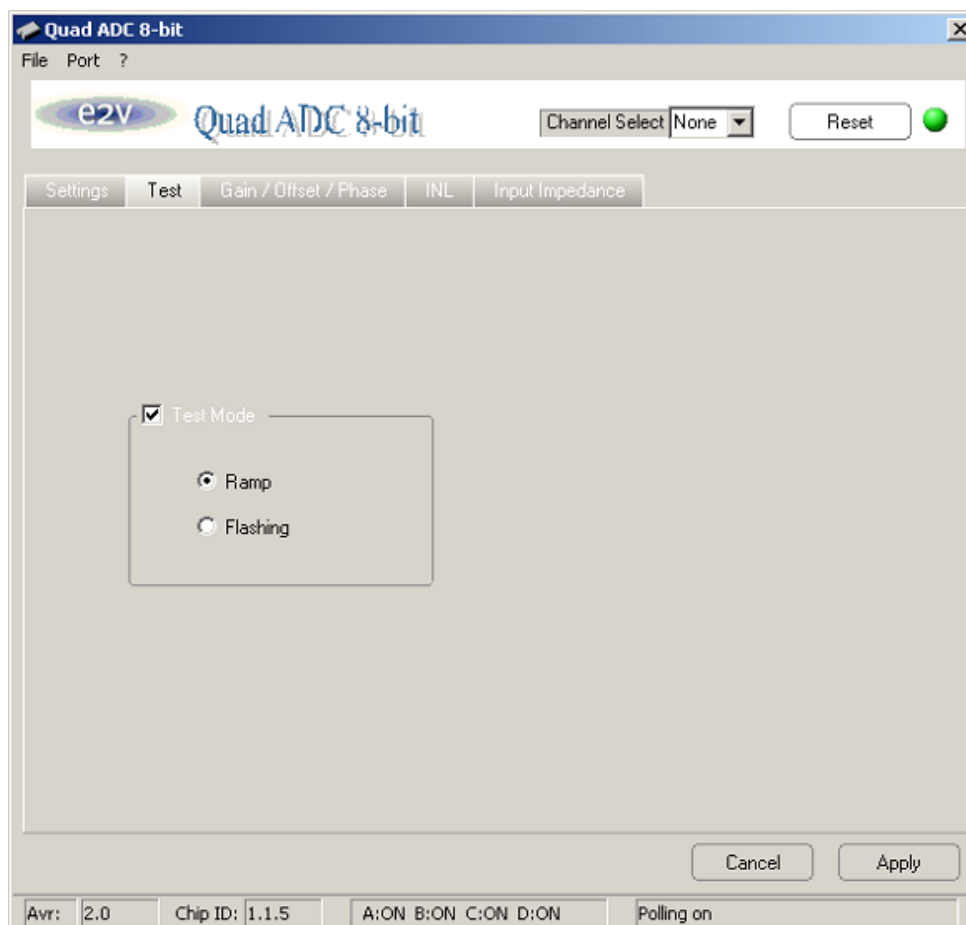 Quad ADC 8-bit
File Port ?
e2v Quad ADC 8-bit Channel Select None Reset
Settings Test Gain / Offset / Phase INL Input Impedance
Test Mode
Ramp
Flashing
Cancel Apply
Avr: 2.0 Chip ID: 1.1.5 A:ON B:ON C:ON D:ON Polling on